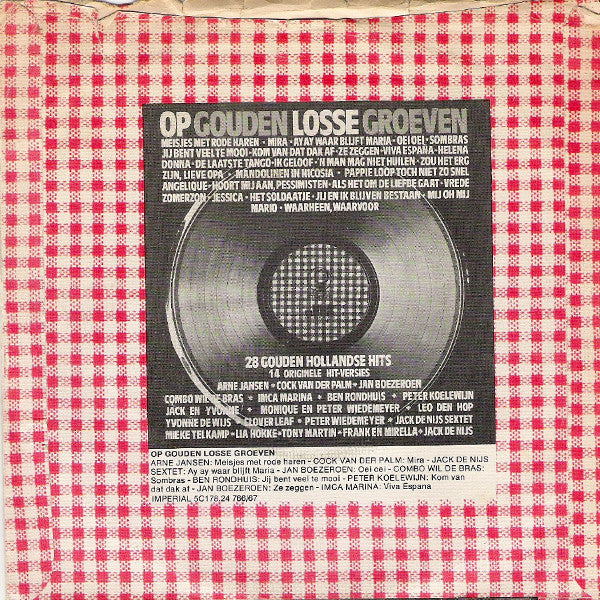 OP GOUDEN LOSSE GROEVEN
MEISJES MET RODE HAREN · MIRA · AY AY WAAR BLIJFT MARIA · OEI OEI · SOMBRAS
JIJ BENT VEEL TE MOOI · KOM VAN DAT DAK AF · ZE ZEGGEN · VIVA ESPANA · HELENA
DONNA · DE LAATSTE TANGO · IK GELOOF · 'N MAN MAG NIET HUILEN · ZOU HET ERG
ZIJN, LIEVE OPA · MANDOLINEN IN NICOSIA · PAPPIE LOOP TOCH NIET ZO SNEL
ANGELIQUE · HOORT MIJ AAN, PESSIMISTEN · ALS HET OM DE LIEFDE GAAT · VREDE
ZOMERZON · JESSICA · HET SOLDAATJE · JIJ EN IK BLIJVEN BESTAAN · MIJ OH MIJ
MARIO · WAARHEEN, WAARVOOR
28 GOUDEN HOLLANDSE HITS
14 ORIGINELE HIT-VERSIES
ARNE JANSEN * COCK VAN DER PALM * JAN BOEZEROEN
COMBO WIL DE BRAS * IMCA MARINA * BEN RONDHUIS * PETER KOELEWIJN
JACK EN YVONNE * MONIQUE EN PETER WIEDEMEYER * LEO DEN HOP
YVONNE DE WIJS * CLOVER LEAF * PETER WIEDEMEYER * JACK DE NIJS SEXTET
MIEKE TELKAMP * LIA HOKKE * TONY MARTIN * FRANK EN MIRELLA * JACK DE NIJS
OP GOUDEN LOSSE GROEVEN
ARNE JANSEN: Meisjes met rode haren - COCK VAN DER PALM: Mira - JACK DE NIJS
SEXTET: Ay ay waar blijft Maria - JAN BOEZEROEN: Oei oei - COMBO WIL DE BRAS:
Sombras - BEN RONDHUIS: Jij bent veel te mooi - PETER KOELEWIJN: Kom van
dat dak af - JAN BOEZEROEN: Ze zeggen - IMCA MARINA: Viva Espana
IMPERIAL 5C178.24 766/67